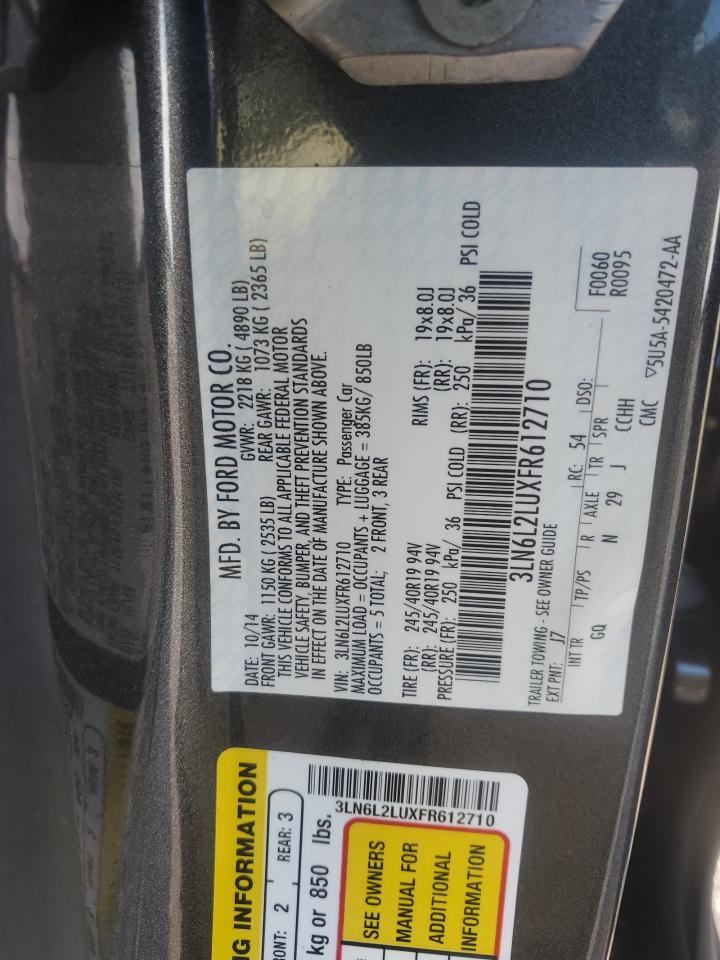 MFD. BY FORD MOTOR CO.
DATE: 10/14 GVWR: 2218 KG ( 4890 LB)
FRONT GAWR: 1150 KG ( 2535 LB) REAR GAWR: 1073 KG ( 2365 LB)
THIS VEHICLE CONFORMS TO ALL APPLICABLE FEDERAL MOTOR
VEHICLE SAFETY, BUMPER, AND THEFT PREVENTION STANDARDS
IN EFFECT ON THE DATE OF MANUFACTURE SHOWN ABOVE.
VIN: 3LN6L2LUXFR612710 TYPE: Passenger Car
MAXIMUM LOAD = OCCUPANTS + LUGGAGE = 385KG/ 850LB
OCCUPANTS = 5 TOTAL; 2 FRONT, 3 REAR
TIRE (FR): 245/40R19 94V RIMS (FR): 19x8.0J
(RR): 245/40R19 94V (RR): 19x8.0J
PRESSURE (FR): 250 kPa/ 36 PSI COLD (RR): 250 kPa/ 36 PSI COLD
3LN6L2LUXFR612710
TRAILER TOWING - SEE OWNER GUIDE
EXT PNT: J7 RC: 54 DSO: F0060
R0095
INT TR TP/PS R AXLE TR SPR
GQ N 29 J CCHH
CMC ▽5U5A-5420472-AA
NG INFORMATION
RONT: 2 REAR: 3
kg or 850 lbs.
3LN6L2LUXFR612710
SEE OWNERS
MANUAL FOR
ADDITIONAL
INFORMATION